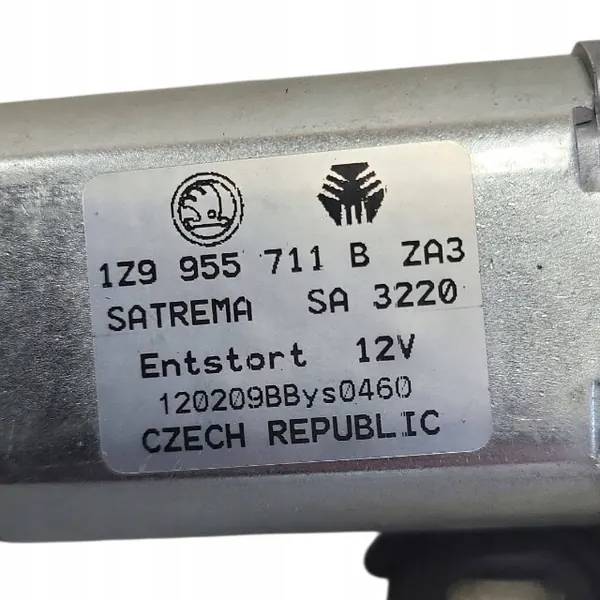 1Z9 955 711 B ZA3
SATREMA SA 3220
Entstort 12V
120209BBys0460
CZECH REPUBLIC